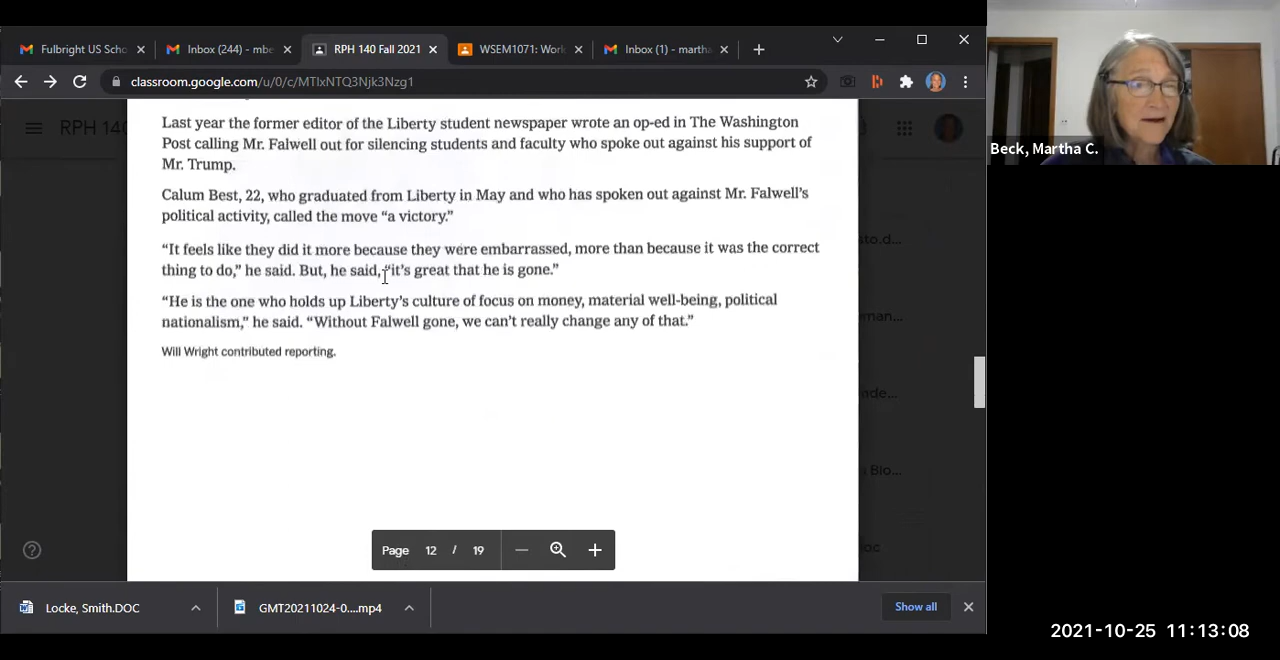 Fulbright US Scho
Inbox (244) - mbe
RPH 140 Fall 2021
WSEM1071: Work
Inbox (1) - martha
classroom.google.com/u/0/c/MTIxNTQ3Njk3Nzg1
RPH 140
Last year the former editor of the Liberty student newspaper wrote an op-ed in The Washington
Post calling Mr. Falwell out for silencing students and faculty who spoke out against his support of
Mr. Trump.
Calum Best, 22, who graduated from Liberty in May and who has spoken out against Mr. Falwell's
political activity, called the move “a victory.”
“It feels like they did it more because they were embarrassed, more than because it was the correct
thing to do,” he said. But, he said, “it's great that he is gone.”
“He is the one who holds up Liberty's culture of focus on money, material well-being, political
nationalism,” he said. “Without Falwell gone, we can't really change any of that.”
Will Wright contributed reporting.
Page 12 / 19
Locke, Smith.DOC
GMT20211024-0....mp4
Show all
Beck, Martha C.
2021-10-25 11:13:08